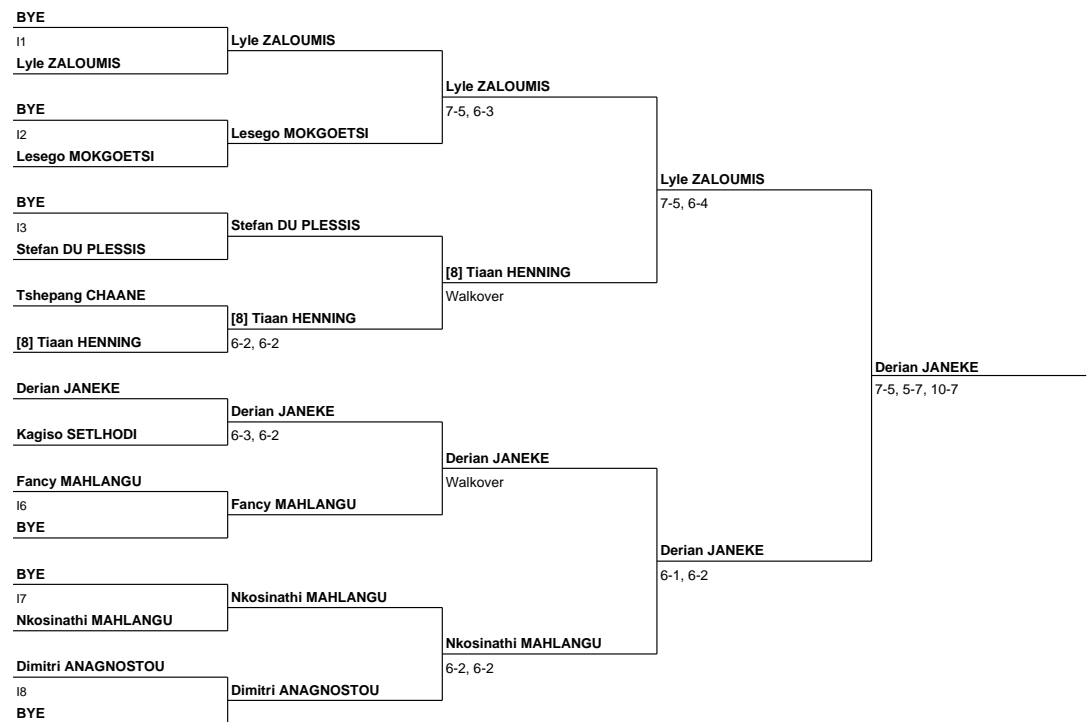 BYE
I1
Lyle ZALOUMIS
Lyle ZALOUMIS
Lyle ZALOUMIS
7-5, 6-3
BYE
I2
Lesego MOKGOETSI
Lesego MOKGOETSI
Lyle ZALOUMIS
7-5, 6-4
BYE
I3
Stefan DU PLESSIS
Stefan DU PLESSIS
[8] Tiaan HENNING
Walkover
Tshepang CHAANE
[8] Tiaan HENNING
[8] Tiaan HENNING
6-2, 6-2
Derian JANEKE
7-5, 5-7, 10-7
Derian JANEKE
Kagiso SETLHODI
Derian JANEKE
6-3, 6-2
Derian JANEKE
Walkover
Fancy MAHLANGU
I6
BYE
Fancy MAHLANGU
Derian JANEKE
6-1, 6-2
BYE
I7
Nkosinathi MAHLANGU
Nkosinathi MAHLANGU
Nkosinathi MAHLANGU
6-2, 6-2
Dimitri ANAGNOSTOU
I8
BYE
Dimitri ANAGNOSTOU